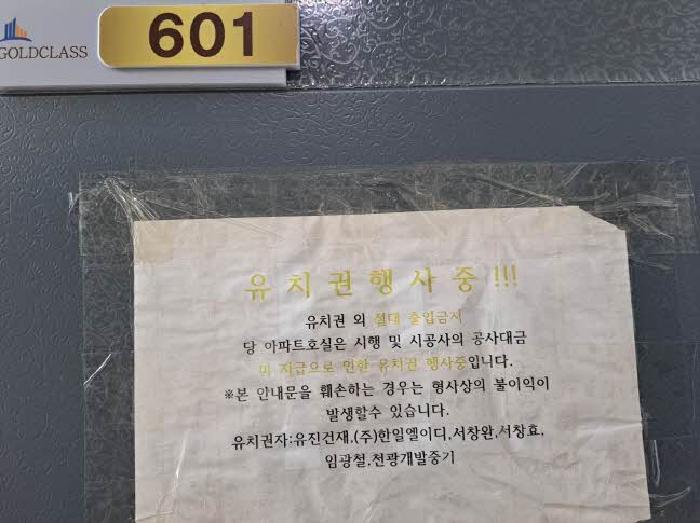 GOLDCLASS
601
유치권행사중!!!
유치권 외 절대 출입금지
당 아파트호실은 시행 및 시공사의 공사대금
미 지급으로 인한 유치권 행사중입니다.
※본 안내문을 훼손하는 경우는 형사상의 불이익이
발생할수 있습니다.
유치권자:유진건재,(주)한일엘이디,서창완,서창효,
임광철,전광개발중기